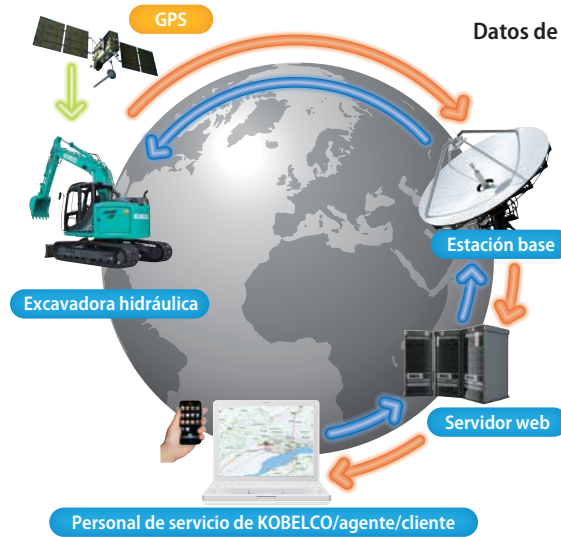 GPS
Datos de
Estación base
Excavadora hidráulica
Servidor web
Personal de servicio de KOBELCO/agente/cliente